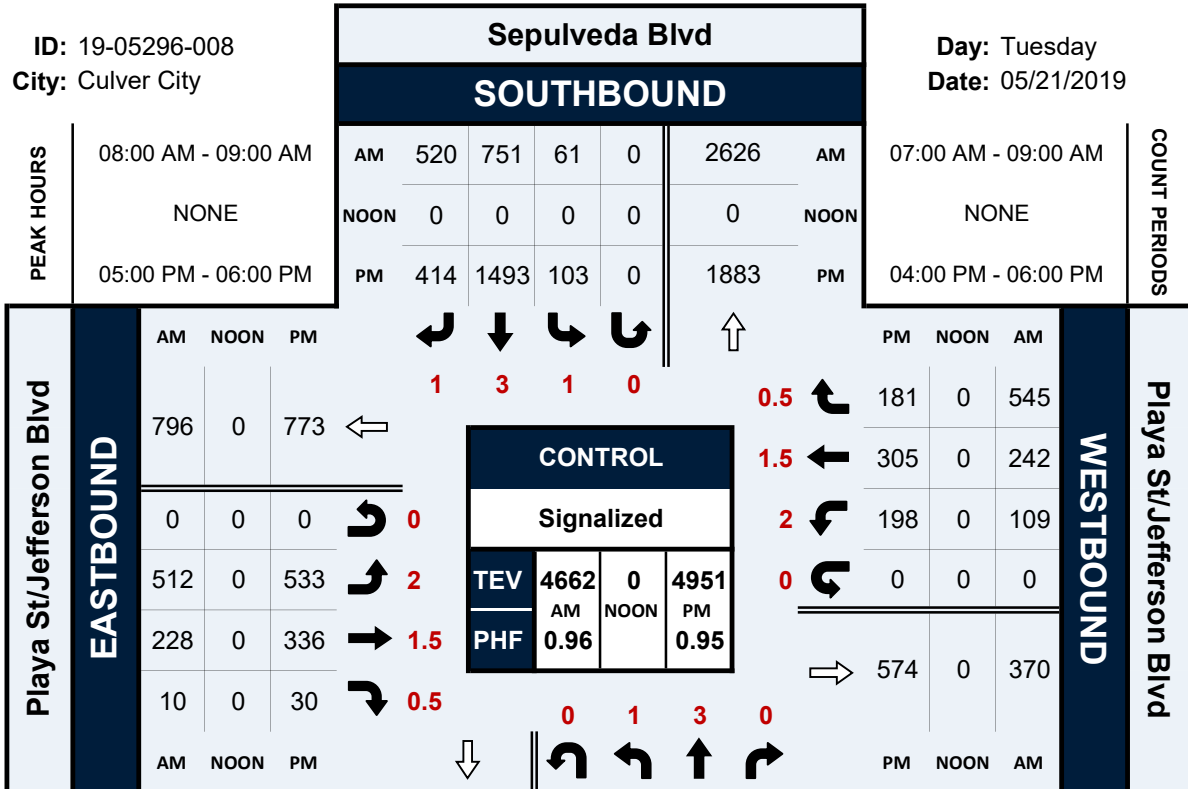 ID: 19-05296-008
City: Culver City
Sepulveda Blvd
SOUTHBOUND
Day: Tuesday
Date: 05/21/2019
PEAK HOURS
08:00 AM - 09:00 AM
NONE
05:00 PM - 06:00 PM
AM 520 751 61 0 2626 AM
NOON 0 0 0 0 0 NOON
PM 414 1493 103 0 1883 PM
07:00 AM - 09:00 AM
NONE
04:00 PM - 06:00 PM
COUNT PERIODS
1 3 1 0
Playa St/Jefferson Blvd
EASTBOUND
AM NOON PM
796 0 773
0 0 0 0
512 0 533 2
228 0 336 1.5
10 0 30 0.5
AM NOON PM
CONTROL
Signalized
TEV 4662 0 4951
AM NOON PM
PHF 0.96 0.95
PM NOON AM
0.5 181 0 545
1.5 305 0 242
2 198 0 109
0 0 0 0
574 0 370
PM NOON AM
WESTBOUND
Playa St/Jefferson Blvd
0 1 3 0